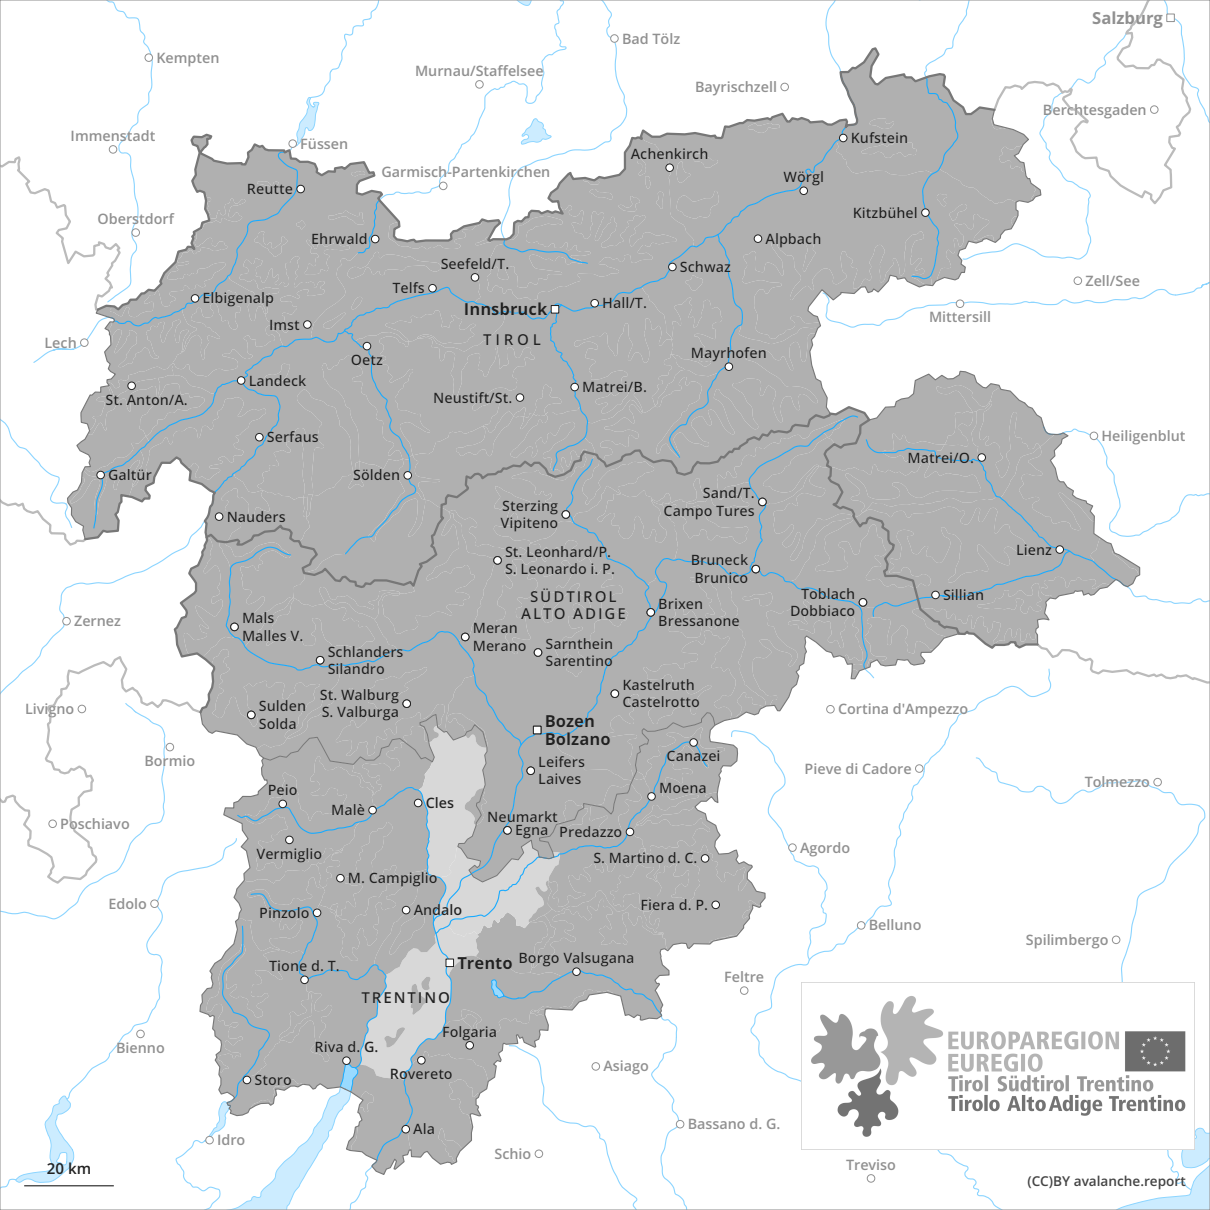 Salzburg
Bad Tölz
Kempten
Murnau/Staffelsee
Bayrischzell
Berchtesgaden
Immenstadt
Füssen
Kufstein
Achenkirch
Garmisch-Partenkirchen
Wörgl
Reutte
Oberstdorf
Kitzbühel
Ehrwald
Alpbach
Seefeld/T.
Schwaz
Zell/See
Telfs
Elbigenalp
Hall/T.
Innsbruck
Mittersill
Imst
TIROL
Lech
Oetz
Mayrhofen
Landeck
Matrei/B.
St. Anton/A.
Neustift/St.
Serfaus
Heiligenblut
Matrei/O.
Galtür
Sölden
Sand/T.
Campo Tures
Sterzing
Vipiteno
Nauders
St. Leonhard/P.
S. Leonardo i. P.
Lienz
Bruneck
Brunico
SÜDTIROL
ALTO ADIGE
Toblach
Dobbiaco
Sillian
Brixen
Bressanone
Zernez
Mals
Malles V.
Meran
Merano
Sarnthein
Sarentino
Schlanders
Silandro
Kastelruth
Castelrotto
St. Walburg
S. Valburga
Sulden
Solda
Livigno
Cortina d'Ampezzo
Bozen
Bolzano
Bormio
Canazei
Leifers
Laives
Pieve di Cadore
Tolmezzo
Peio
Moena
Malè
Cles
Neumarkt
Egna
Predazzo
Poschiavo
Vermiglio
S. Martino d. C.
Agordo
M. Campiglio
Edolo
Pinzolo
Andalo
Fiera d. P.
Belluno
Spilimbergo
Trento
Borgo Valsugana
Tione d. T.
Feltre
TRENTINO
Folgaria
Bienno
Riva d. G.
Rovereto
Asiago
Storo
EUROPAREGION
EUREGIO
Tirol Südtirol Trentino
Tirolo Alto Adige Trentino
Ala
Idro
Bassano d. G.
Schio
Treviso
20 km
(CC)BY avalanche.report